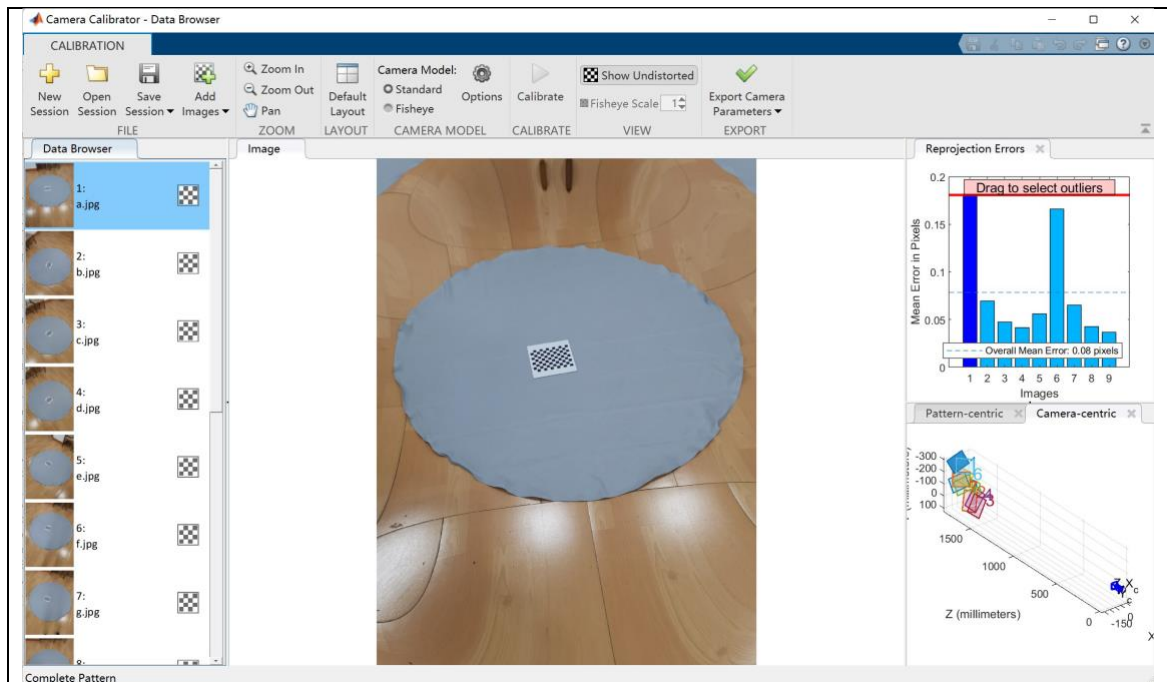 Camera Calibrator - Data Browser
CALIBRATION
New Session
Open Session
Save Session
Add Images
FILE
Zoom In
Zoom Out
Pan
ZOOM
Default Layout
LAYOUT
Camera Model:
Standard
Fisheye
Options
CAMERA MODEL
Calibrate
CALIBRATE
Show Undistorted
Fisheye Scale 1
VIEW
Export Camera Parameters
EXPORT
Data Browser
1:
a.jpg
2:
b.jpg
3:
c.jpg
4:
d.jpg
5:
e.jpg
6:
f.jpg
7:
g.jpg
Image
Reprojection Errors
Drag to select outliers
0.2
0.15
0.1
0.05
0
Mean Error in Pixels
Overall Mean Error: 0.08 pixels
1 2 3 4 5 6 7 8 9
Images
Pattern-centric
Camera-centric
-300
-200
-100
0
100
1500
1000
500
0
Z (millimeters)
-150
0
Complete Pattern